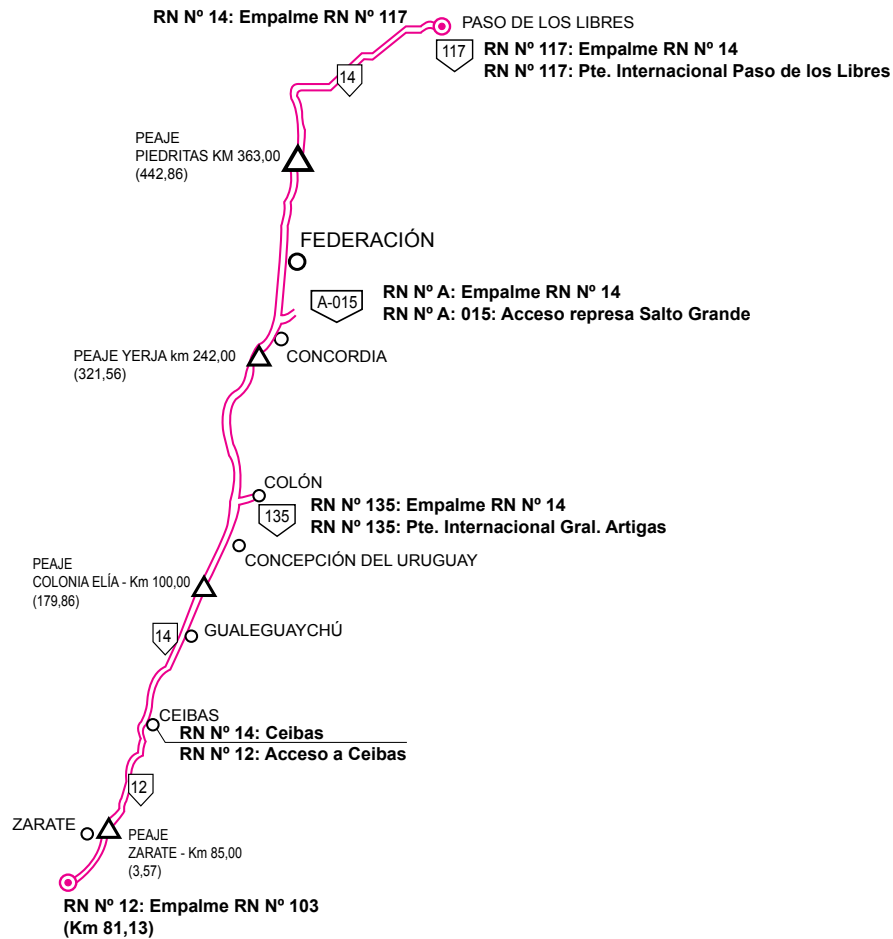 RN Nº 14: Empalme RN Nº 117
PASO DE LOS LIBRES
117
RN Nº 117: Empalme RN Nº 14
RN Nº 117: Pte. Internacional Paso de los Libres
14
PEAJE
PIEDRITAS KM 363,00
(442,86)
FEDERACIÓN
A-015
RN Nº A: Empalme RN Nº 14
RN Nº A: 015: Acceso represa Salto Grande
PEAJE YERJA km 242,00
(321,56)
CONCORDIA
COLÓN
135
RN Nº 135: Empalme RN Nº 14
RN Nº 135: Pte. Internacional Gral. Artigas
CONCEPCIÓN DEL URUGUAY
PEAJE
COLONIA ELÍA - Km 100,00
(179,86)
14
GUALEGUAYCHÚ
CEIBAS
RN Nº 14: Ceibas
RN Nº 12: Acceso a Ceibas
12
ZARATE
PEAJE
ZARATE - Km 85,00
(3,57)
RN Nº 12: Empalme RN Nº 103
(Km 81,13)